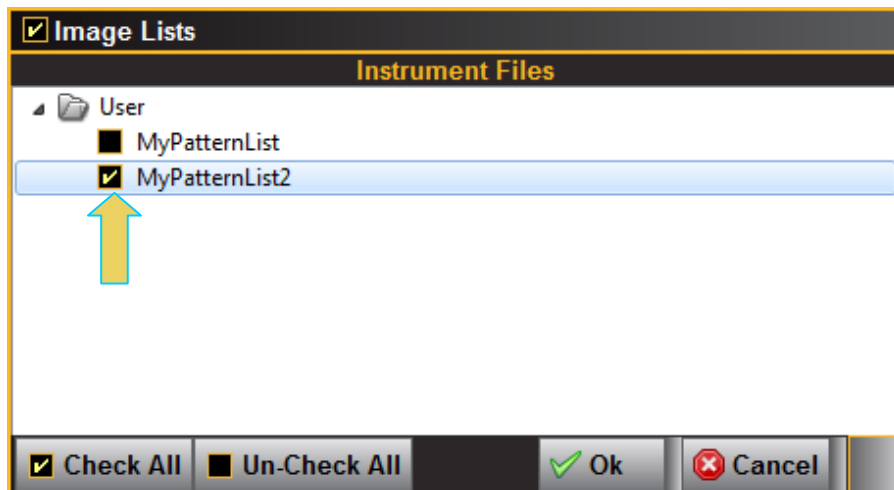 Image Lists
Instrument Files
User
MyPatternList
MyPatternList2
Check All Un-Check All Ok Cancel